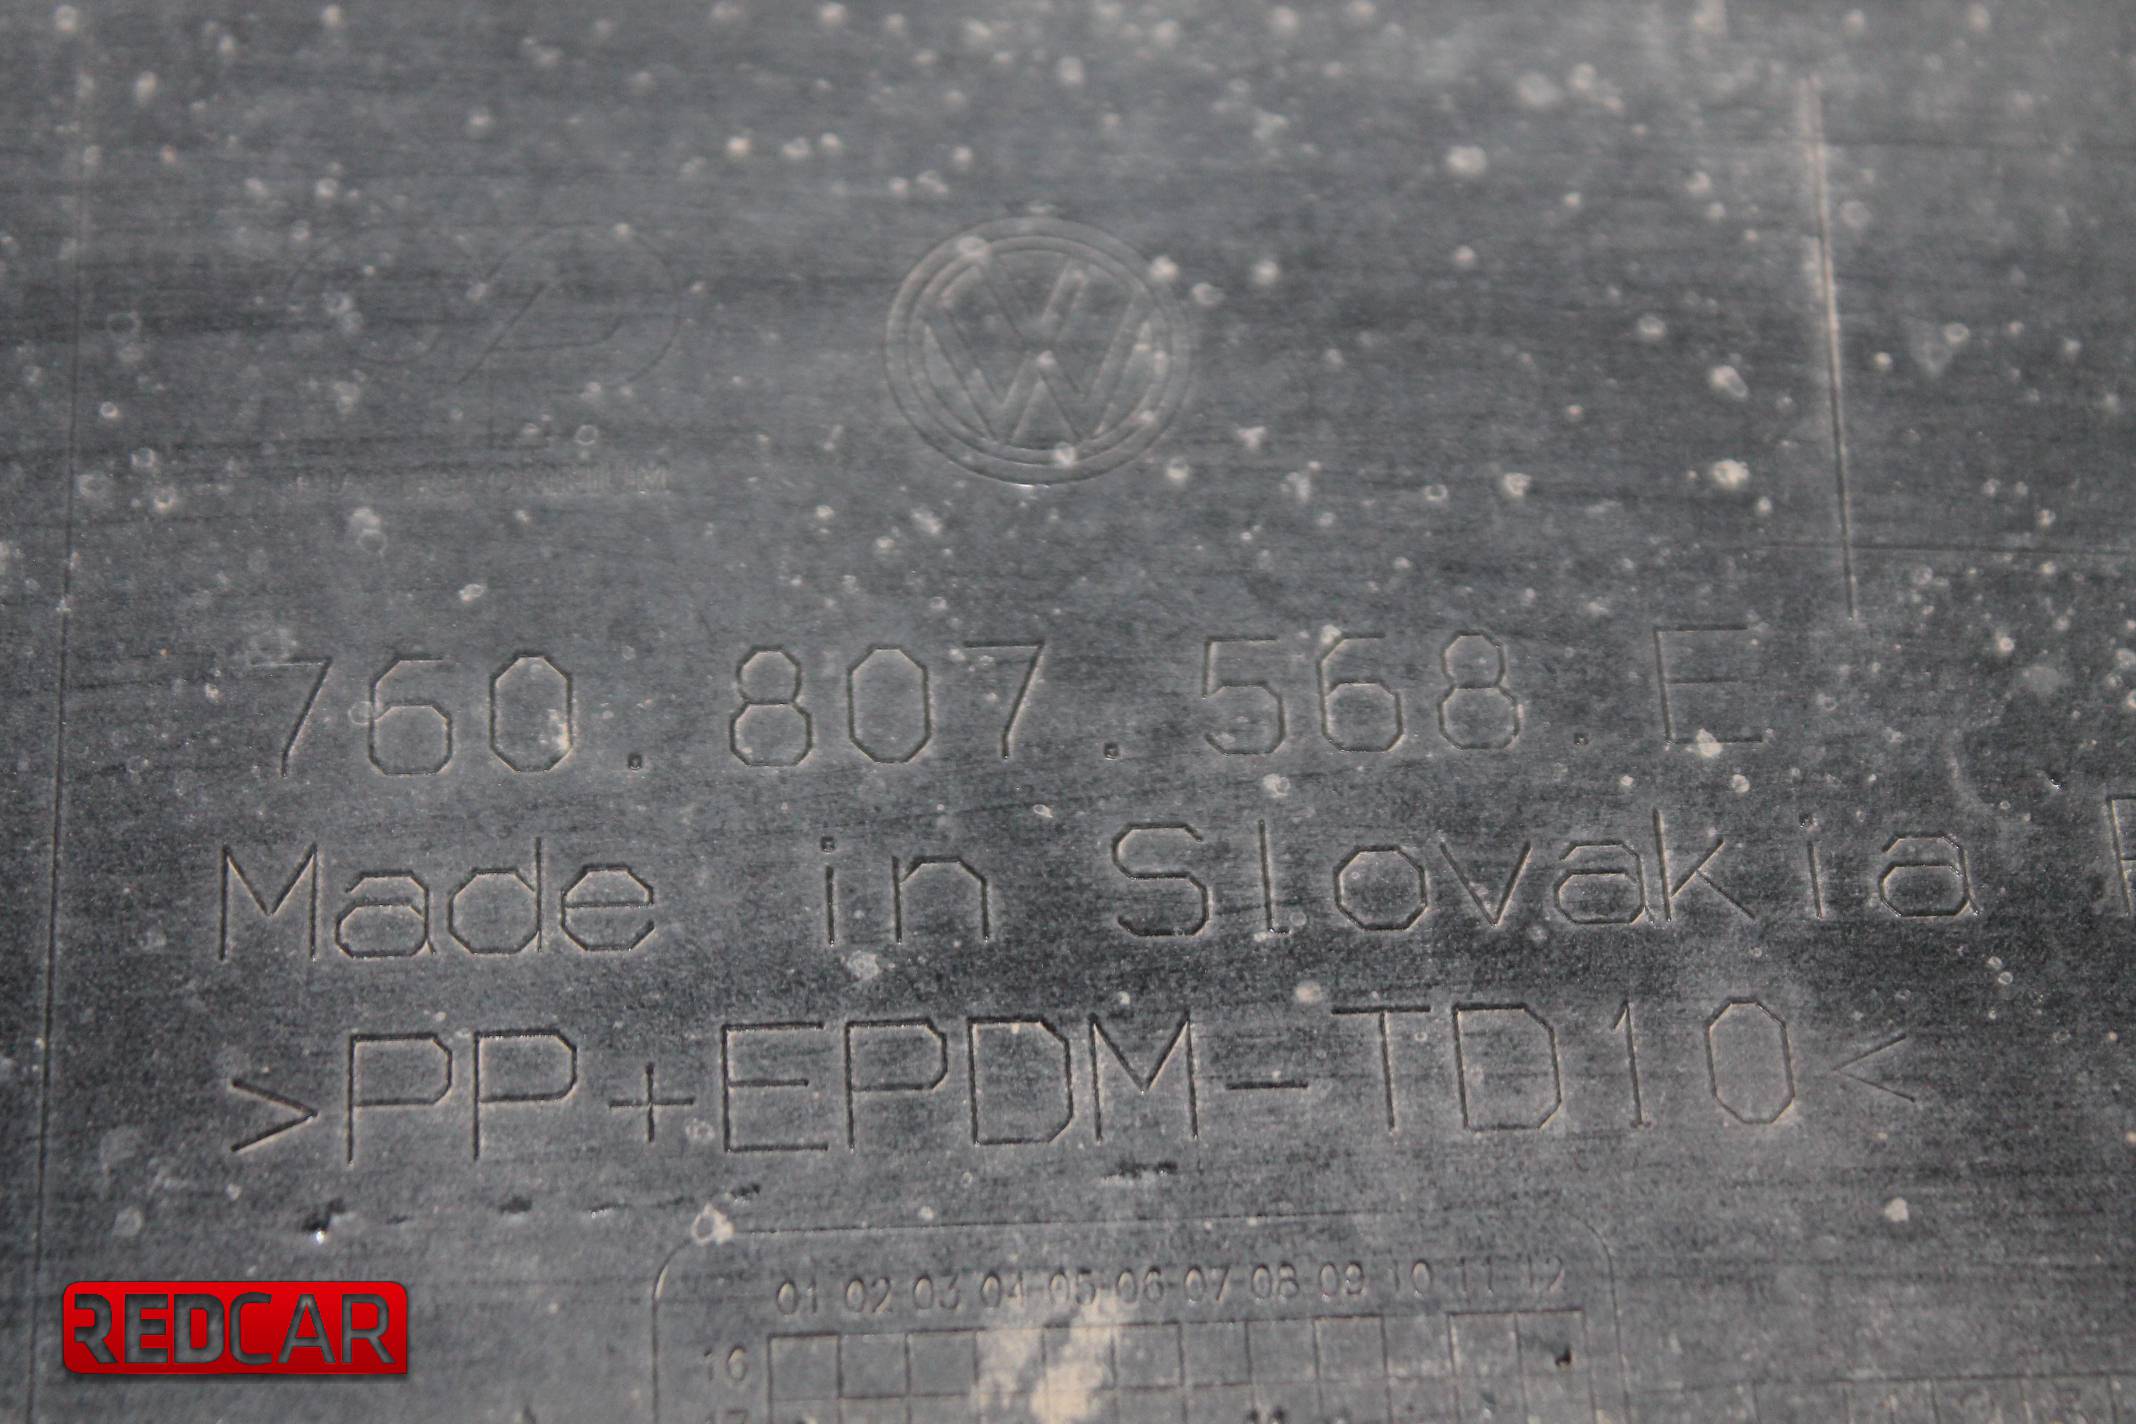 760.807.568.E
Made in Slovakia
>PP+EPDM-TD10<
01 02 03 04 05 06 07 08 09 10 11 12
16
17
REDCAR